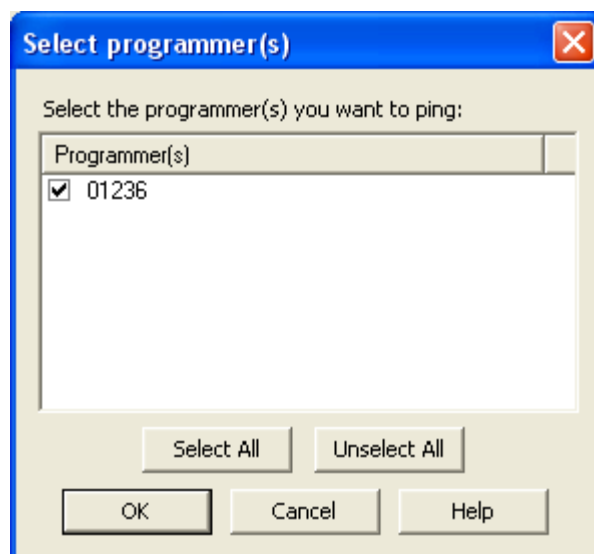 Select programmer(s)
Select the programmer(s) you want to ping:
Programmer(s)
01236
Select All Unselect All
OK Cancel Help